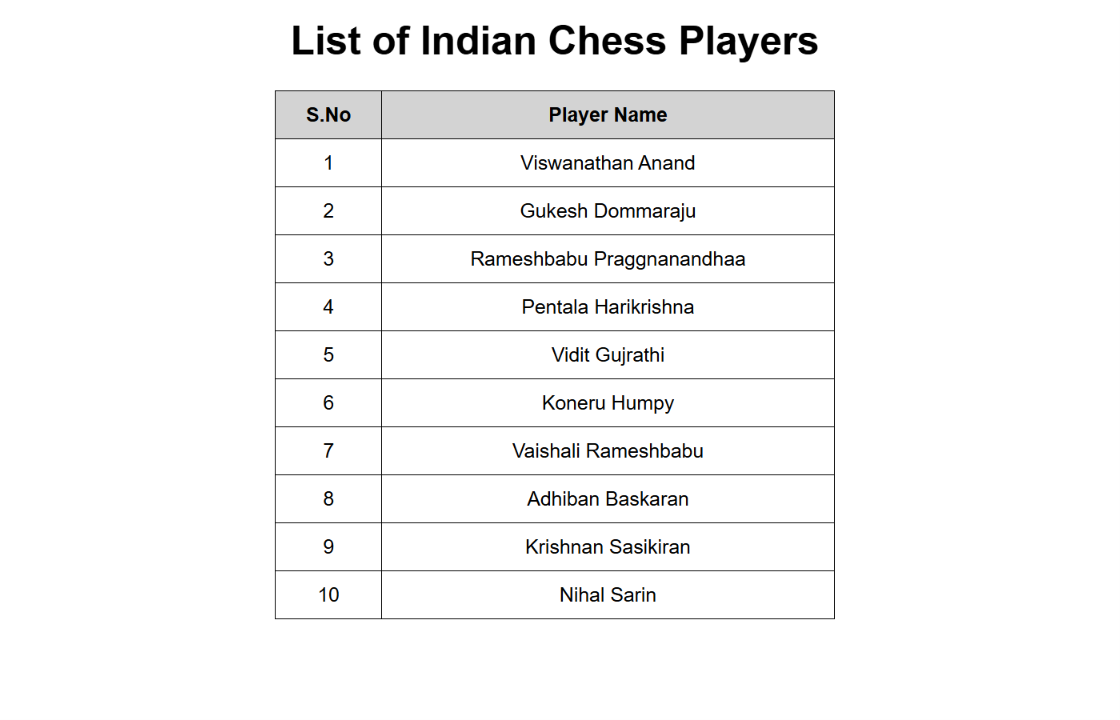 List of Indian Chess Players
S.No Player Name
1 Viswanathan Anand
2 Gukesh Dommaraju
3 Rameshbabu Praggnanandhaa
4 Pentala Harikrishna
5 Vidit Gujrathi
6 Koneru Humpy
7 Vaishali Rameshbabu
8 Adhiban Baskaran
9 Krishnan Sasikiran
10 Nihal Sarin